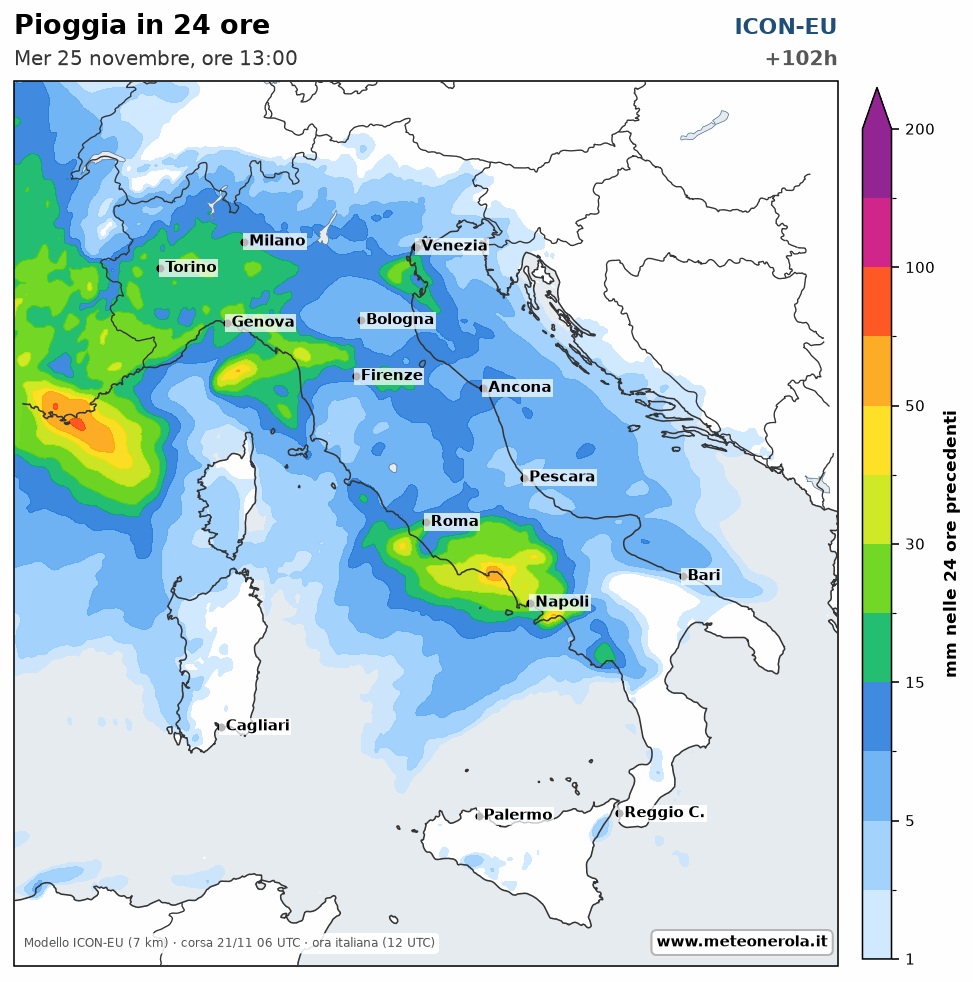 Pioggia in 24 ore
ICON-EU
Mer 25 novembre, ore 13:00
+102h
Milano
Venezia
Torino
Genova
Bologna
Firenze
Ancona
Pescara
Roma
Bari
Napoli
Cagliari
Palermo
Reggio C.
200
100
50
30
15
5
1
mm nelle 24 ore precedenti
Modello ICON-EU (7 km) · corsa 21/11 06 UTC · ora italiana (12 UTC)
www.meteonerola.it